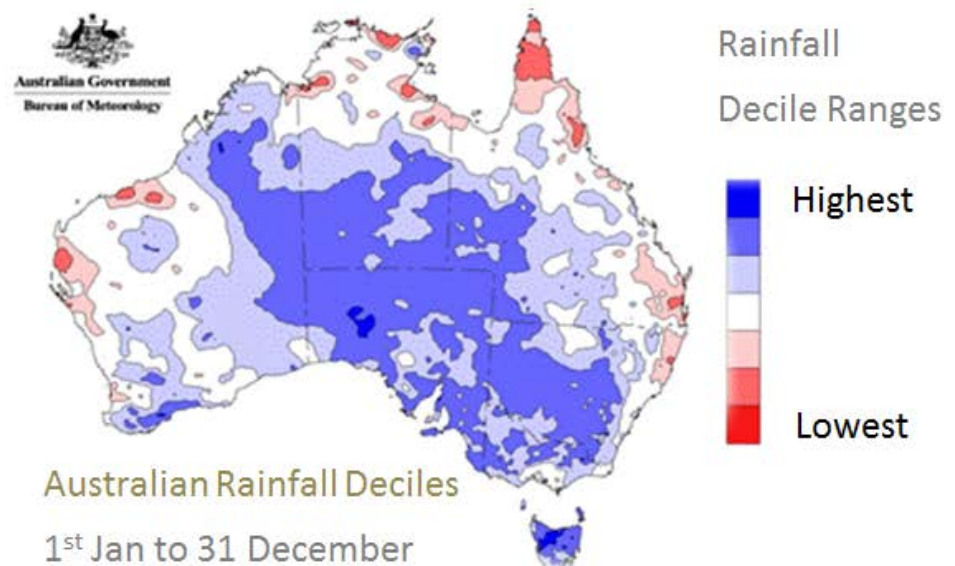 Australian Government
Bureau of Meteorology
Rainfall
Decile Ranges
Highest
Lowest
Australian Rainfall Deciles
1st Jan to 31 December